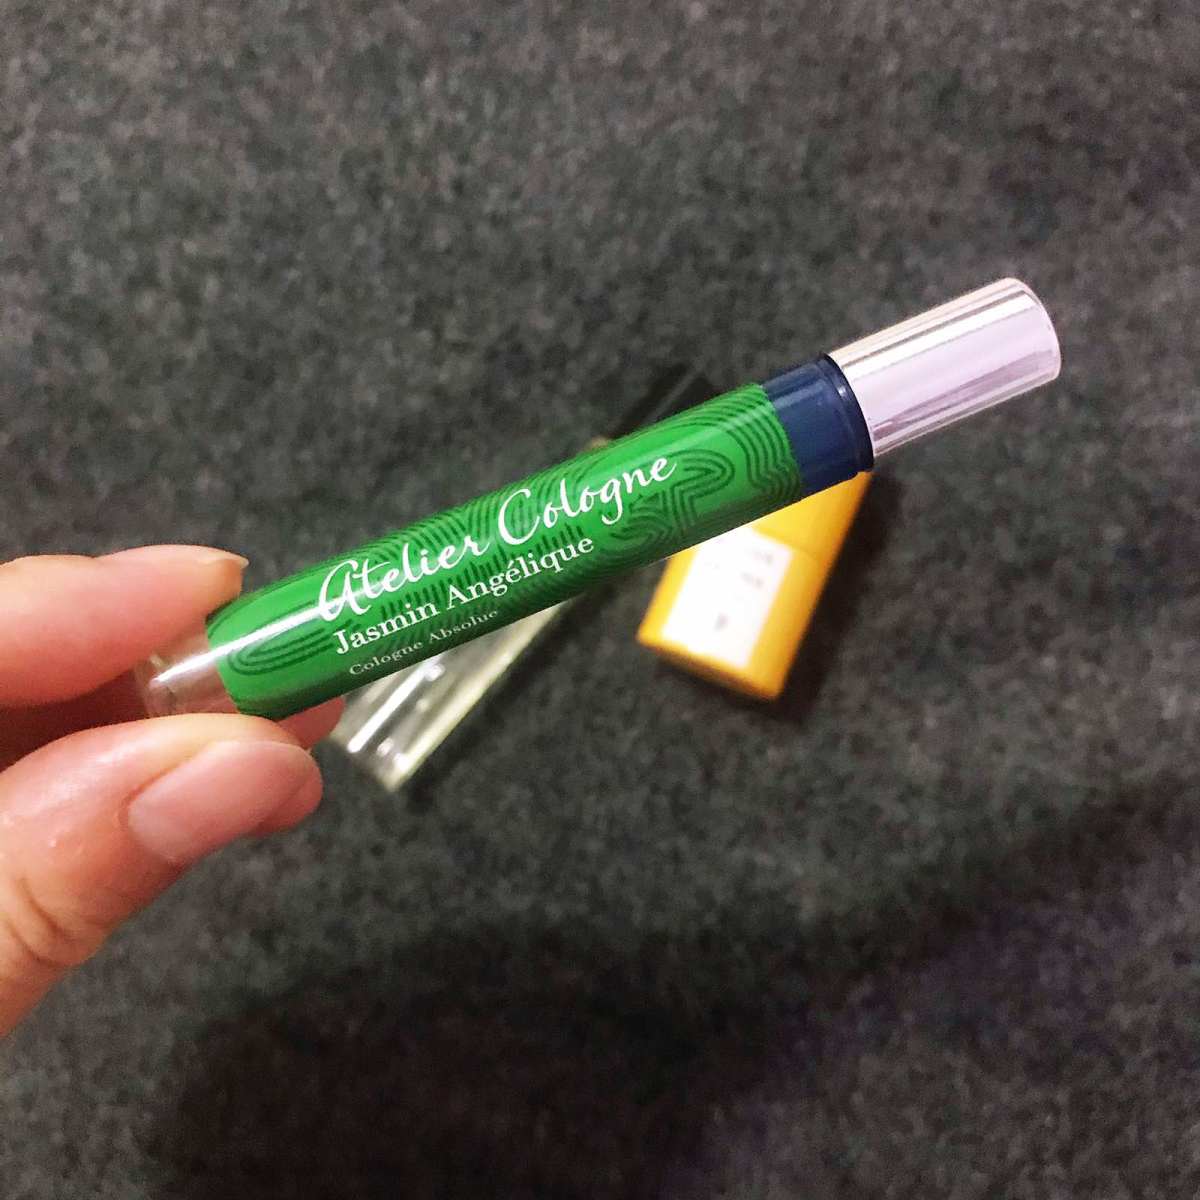 Atelier Cologne
Jasmin Angélique
Cologne Absolue